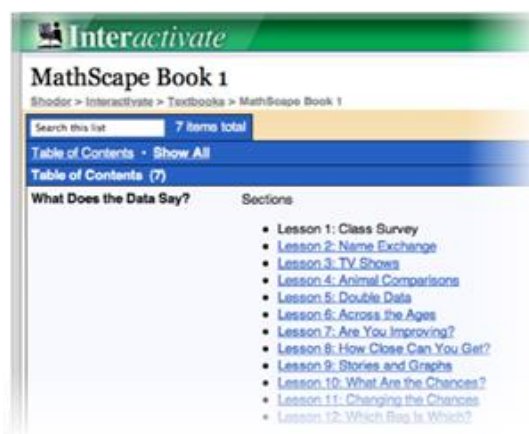 Interactivate
MathScape Book 1
Shodor > Interactivate > Textbooks > MathScape Book 1
Search this list 7 items total
Table of Contents • Show All
Table of Contents (7)
What Does the Data Say? Sections
• Lesson 1: Class Survey
• Lesson 2: Name Exchange
• Lesson 3: TV Shows
• Lesson 4: Animal Comparisons
• Lesson 5: Double Data
• Lesson 6: Across the Ages
• Lesson 7: Are You Improving?
• Lesson 8: How Close Can You Get?
• Lesson 9: Stories and Graphs
• Lesson 10: What Are the Chances?
• Lesson 11: Changing the Chances
• Lesson 12: Which Bag Is Which?